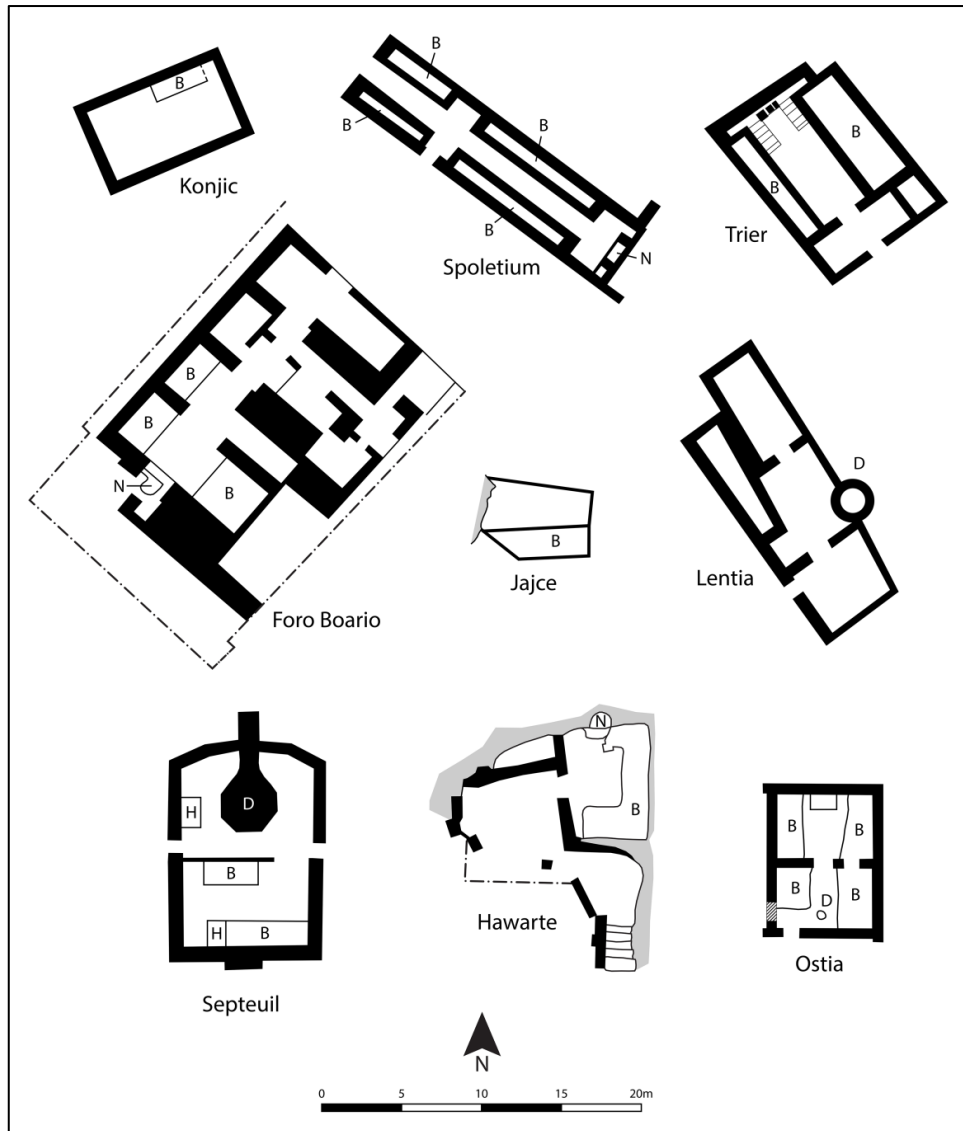 B
Konjic
B
B
B
B
N
Spoletium
B
B
Trier
B
B
B
N
Foro Boario
B
Jajce
D
Lentia
D
H
B
H
B
Septeuil
N
B
Hawarte
B
B
B
B
D
Ostia
N
0 5 10 15 20m